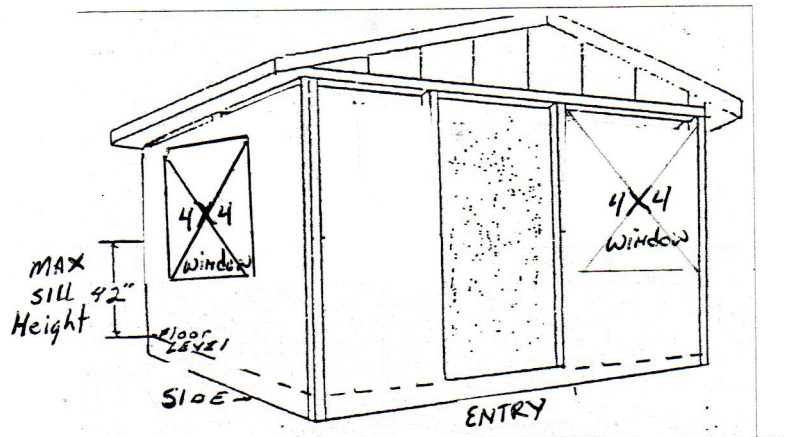 4X4
WiNdow
4X4
WiNdow
MAX
SILL 42"
Height
Floor
LEVEL
SIDE
ENTRY